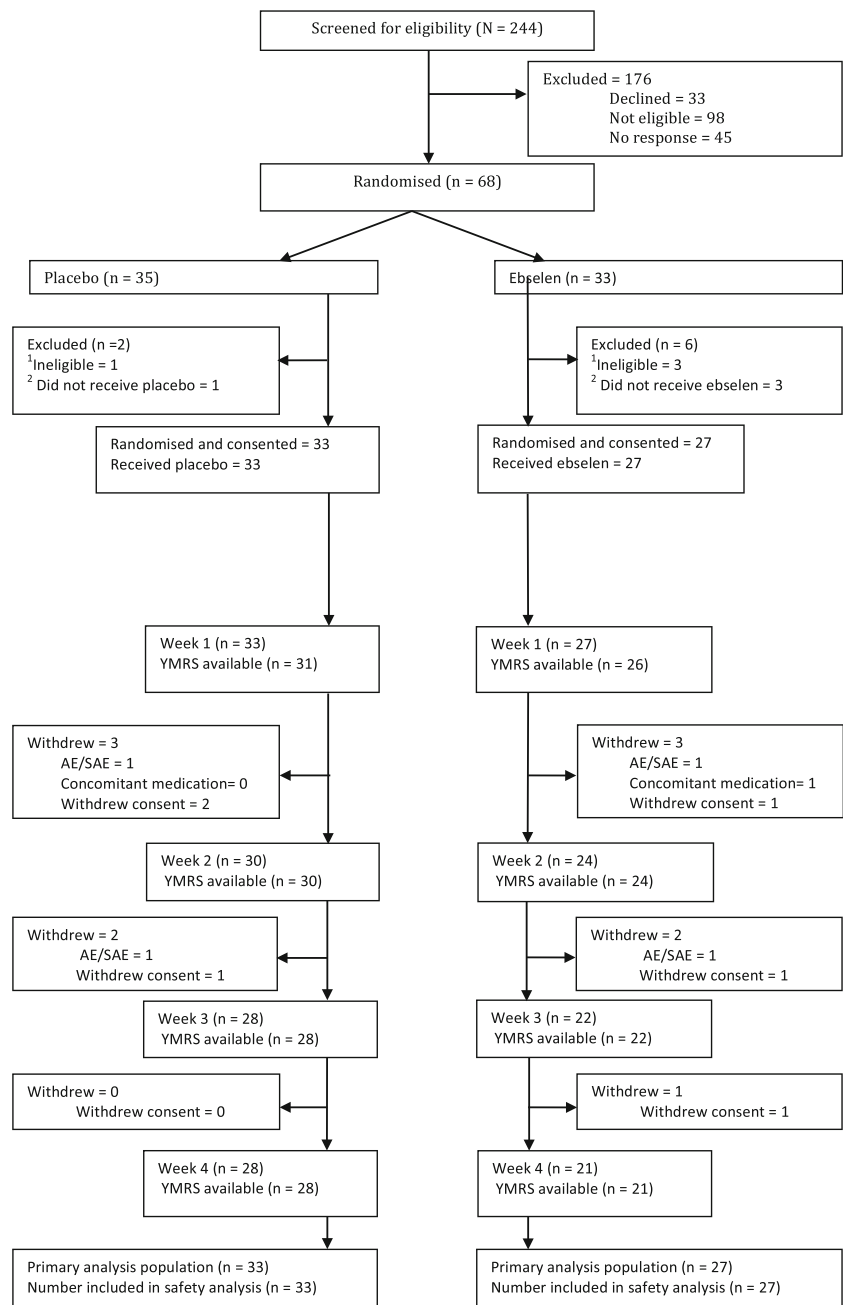 Screened for eligibility (N = 244)
Excluded = 176
Declined = 33
Not eligible = 98
No response = 45
Randomised (n = 68)
Placebo (n = 35)
Ebselen (n = 33)
Excluded (n =2)
1Ineligible = 1
2 Did not receive placebo = 1
Excluded (n = 6)
1Ineligible = 3
2 Did not receive ebselen = 3
Randomised and consented = 33
Received placebo = 33
Randomised and consented = 27
Received ebselen = 27
Week 1 (n = 33)
YMRS available (n = 31)
Week 1 (n = 27)
YMRS available (n = 26)
Withdrew = 3
AE/SAE = 1
Concomitant medication= 0
Withdrew consent = 2
Withdrew = 3
AE/SAE = 1
Concomitant medication= 1
Withdrew consent = 1
Week 2 (n = 30)
YMRS available (n = 30)
Week 2 (n = 24)
YMRS available (n = 24)
Withdrew = 2
AE/SAE = 1
Withdrew consent = 1
Withdrew = 2
AE/SAE = 1
Withdrew consent = 1
Week 3 (n = 28)
YMRS available (n = 28)
Week 3 (n = 22)
YMRS available (n = 22)
Withdrew = 0
Withdrew consent = 0
Withdrew = 1
Withdrew consent = 1
Week 4 (n = 28)
YMRS available (n = 28)
Week 4 (n = 21)
YMRS available (n = 21)
Primary analysis population (n = 33)
Number included in safety analysis (n = 33)
Primary analysis population (n = 27)
Number included in safety analysis (n = 27)